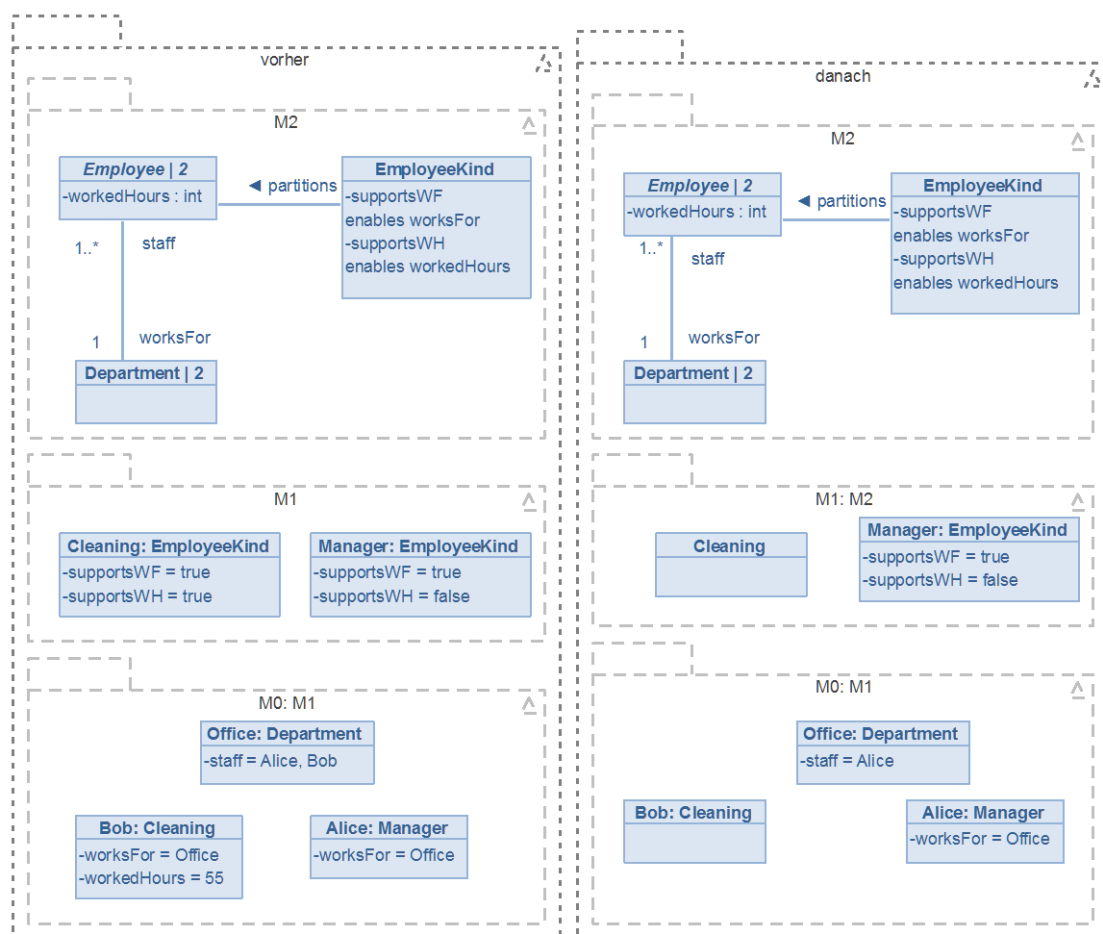 vorher
M2
Employee | 2
-workedHours : int
◄ partitions
EmployeeKind
-supportsWF
enables worksFor
-supportsWH
enables workedHours
1..*
staff
1
worksFor
Department | 2
M1
Cleaning: EmployeeKind
-supportsWF = true
-supportsWH = true
Manager: EmployeeKind
-supportsWF = true
-supportsWH = false
M0: M1
Office: Department
-staff = Alice, Bob
Bob: Cleaning
-worksFor = Office
-workedHours = 55
Alice: Manager
-worksFor = Office
danach
M2
Employee | 2
-workedHours : int
◄ partitions
EmployeeKind
-supportsWF
enables worksFor
-supportsWH
enables workedHours
1..*
staff
1
worksFor
Department | 2
M1: M2
Cleaning
Manager: EmployeeKind
-supportsWF = true
-supportsWH = false
M0: M1
Office: Department
-staff = Alice
Bob: Cleaning
Alice: Manager
-worksFor = Office